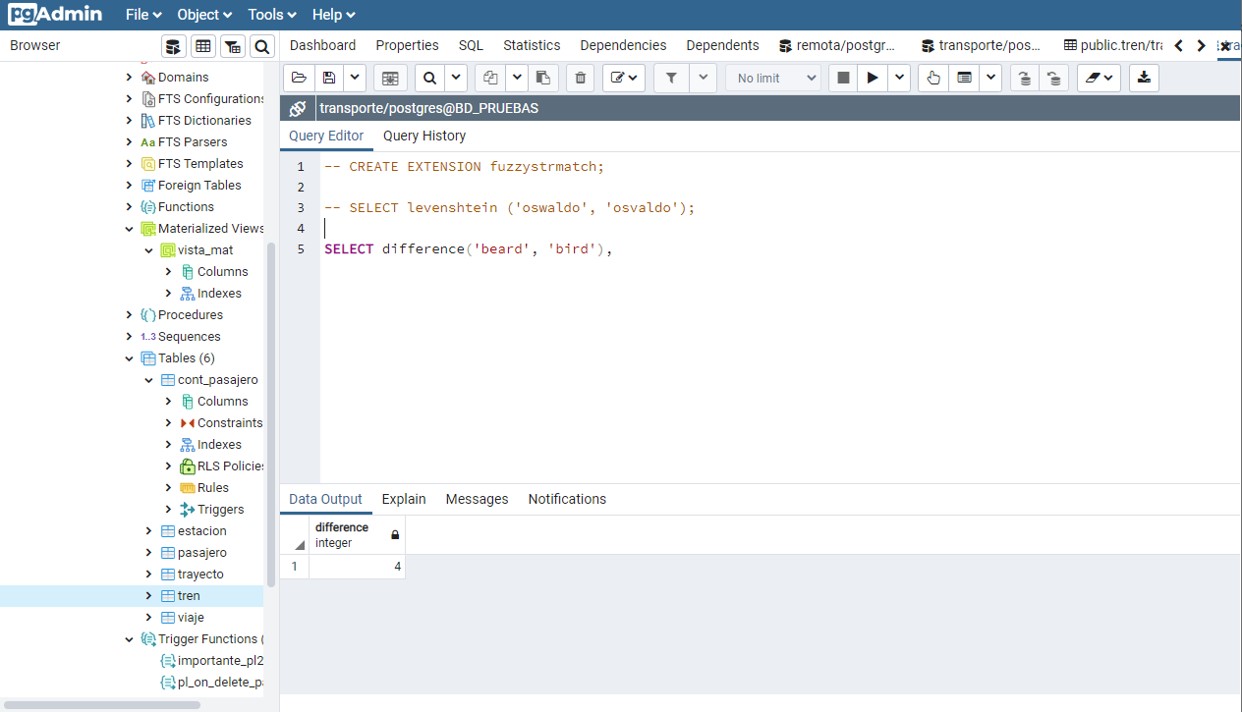 pgAdmin File Object Tools Help
Browser
Dashboard Properties SQL Statistics Dependencies Dependents remota/postgr... transporte/pos... public.tren/tra
No limit
transporte/postgres@BD_PRUEBAS
Query Editor Query History
1 -- CREATE EXTENSION fuzzystrmatch;
2
3 -- SELECT levenshtein ('oswaldo', 'osvaldo');
4
5 SELECT difference('beard', 'bird'),
Domains
FTS Configurations
FTS Dictionaries
Aa FTS Parsers
FTS Templates
Foreign Tables
Functions
Materialized Views
vista_mat
Columns
Indexes
Procedures
1..3 Sequences
Tables (6)
cont_pasajero
Columns
Constraints
Indexes
RLS Policies
Rules
Triggers
estacion
pasajero
trayecto
tren
viaje
Trigger Functions (
importante_pl2
pl_on_delete_pa
Data Output Explain Messages Notifications
difference
integer
1 4